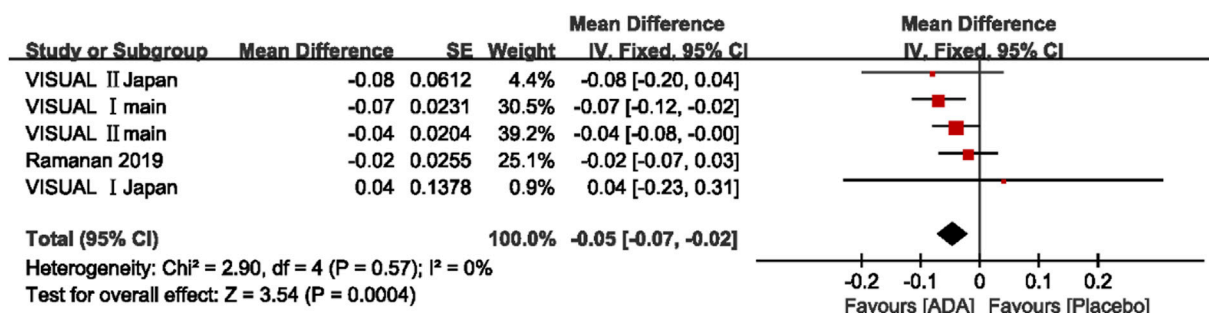 Mean Difference Mean Difference
Study or Subgroup Mean Difference SE Weight IV, Fixed, 95% CI IV, Fixed, 95% CI
VISUAL Ⅱ Japan -0.08 0.0612 4.4% -0.08 [-0.20, 0.04]
VISUAL Ⅰ main -0.07 0.0231 30.5% -0.07 [-0.12, -0.02]
VISUAL Ⅱ main -0.04 0.0204 39.2% -0.04 [-0.08, -0.00]
Ramanan 2019 -0.02 0.0255 25.1% -0.02 [-0.07, 0.03]
VISUAL Ⅰ Japan 0.04 0.1378 0.9% 0.04 [-0.23, 0.31]
Total (95% CI) 100.0% -0.05 [-0.07, -0.02]
Heterogeneity: Chi² = 2.90, df = 4 (P = 0.57); I² = 0%
Test for overall effect: Z = 3.54 (P = 0.0004)
-0.2 -0.1 0 0.1 0.2
Favours [ADA] Favours [Placebo]